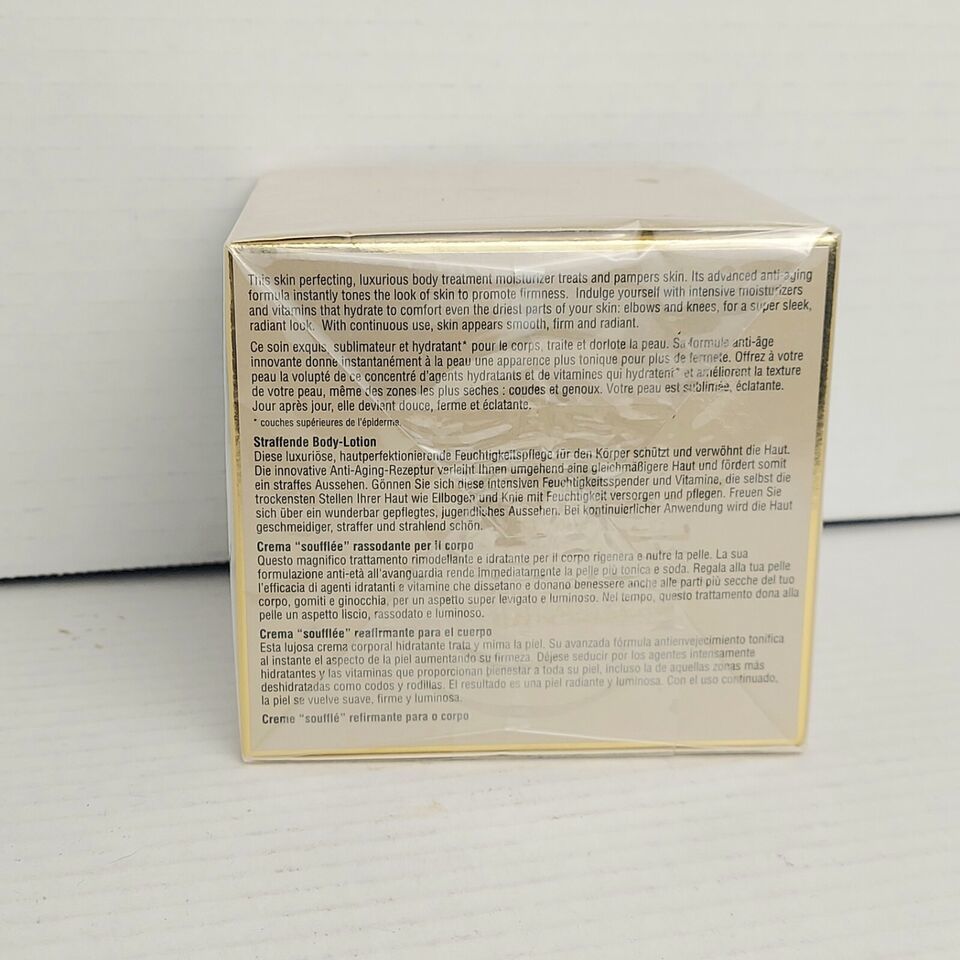 This skin perfecting, luxurious body treatment moisturizer treats and pampers skin. Its advanced anti-aging
formula instantly tones the look of skin to promote firmness. Indulge yourself with intensive moisturizers
and vitamins that hydrate to comfort even the driest parts of your skin: elbows and knees, for a super sleek,
radiant look. With continuous use, skin appears smooth, firm and radiant.
Ce soin exquis, sublimateur et hydratant* pour le corps, traite et dorlote la peau. Sa formule anti-âge
innovante donne instantanément à la peau une apparence plus tonique pour plus de fermeté. Offrez à votre
peau la volupté de ce concentré d'agents hydratants et de vitamines qui hydratent* et améliorent la texture
de votre peau, même des zones les plus sèches : coudes et genoux. Votre peau est sublimée, éclatante.
Jour après jour, elle devient douce, ferme et éclatante.
* couches supérieures de l'épiderme.
Straffende Body-Lotion
Diese luxuriöse, hautperfektionierende Feuchtigkeitspflege für den Körper schützt und verwöhnt die Haut.
Die innovative Anti-Aging-Rezeptur verleiht Ihnen umgehend eine gleichmäßigere Haut und fördert somit
ein straffes Aussehen. Gönnen Sie sich diese intensiven Feuchtigkeitsspender und Vitamine, die selbst die
trockensten Stellen Ihrer Haut wie Ellbogen und Knie mit Feuchtigkeit versorgen und pflegen. Freuen Sie
sich über ein wunderbar gepflegtes, jugendliches Aussehen. Bei kontinuierlicher Anwendung wird die Haut
geschmeidiger, straffer und strahlend schön.
Crema "soufflée" rassodante per il corpo
Questo magnifico trattamento rimodellante e idratante per il corpo rigenera e nutre la pelle. La sua
formulazione anti-età all'avanguardia rende immediatamente la pelle più tonica e soda. Regala alla tua pelle
l'efficacia di agenti idratanti e vitamine che dissetano e donano benessere anche alle parti più secche del tuo
corpo, gomiti e ginocchia, per un aspetto super levigato e luminoso. Nel tempo, questo trattamento dona alla
pelle un aspetto liscio, rassodato e luminoso.
Crema "soufflée" reafirmante para el cuerpo
Esta lujosa crema corporal hidratante trata y mima la piel. Su avanzada fórmula antienvejecimiento tonifica
al instante el aspecto de la piel aumentando su firmeza. Déjese seducir por los agentes intensamente
hidratantes y las vitaminas que proporcionan bienestar a toda su piel, incluso la de aquellas zonas más
deshidratadas como codos y rodillas. El resultado es una piel radiante y luminosa. Con el uso continuado,
la piel se vuelve suave, firme y luminosa.
Creme "soufflé" refirmante para o corpo